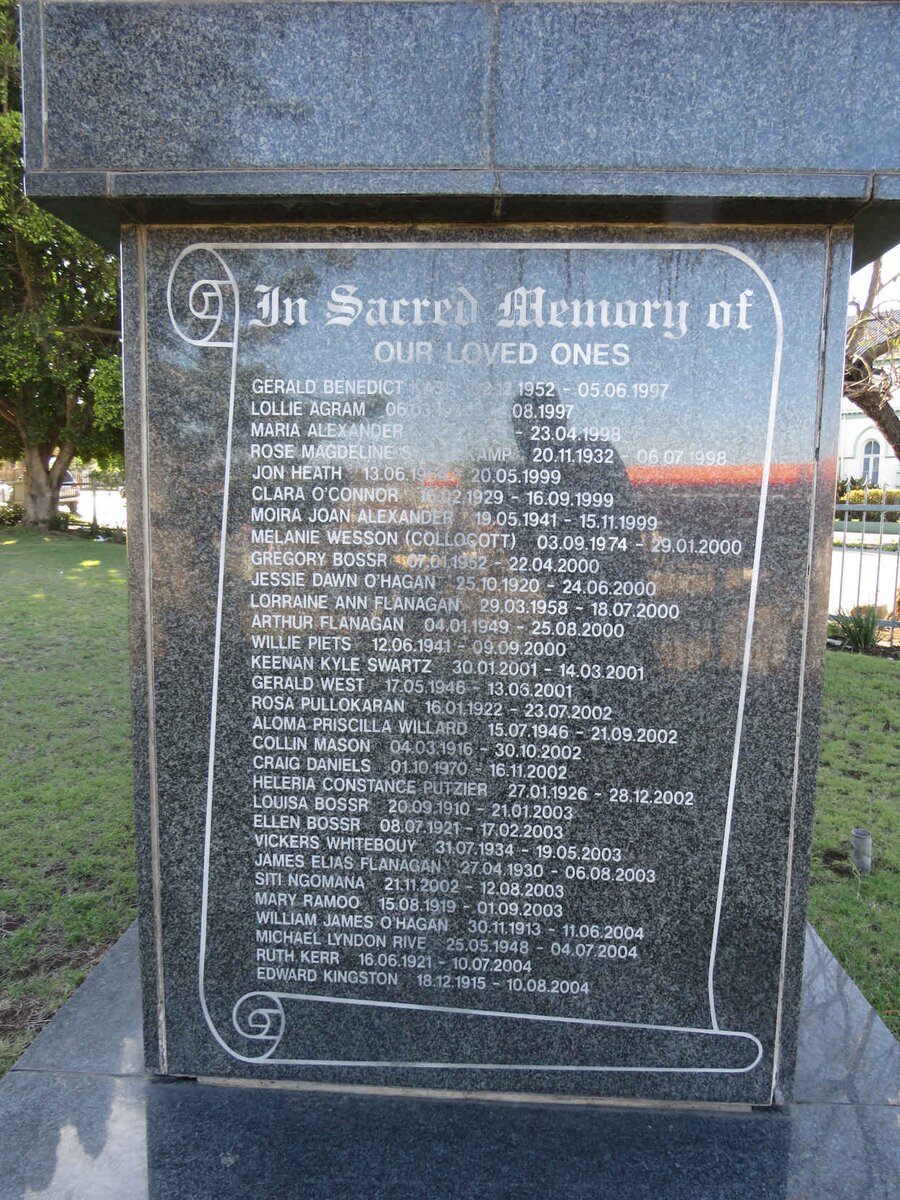 In Sacred Memory of
OUR LOVED ONES
GERALD BENEDICT 1952 - 05.06.1997
LOLLIE AGRAM 08.1997
MARIA ALEXANDER - 23.04.1998
ROSE MAGDELINE 20.11.1932 06.07.1998
JON HEATH 20.05.1999
CLARA O'CONNOR 16.02.1929 - 16.09.1999
MOIRA JOAN ALEXANDER 19.05.1941 - 15.11.1999
MELANIE WESSON (COLLOCOTT) 03.09.1974 - 29.01.2000
GREGORY BOSSR 07.01.1952 - 22.04.2000
JESSIE DAWN O'HAGAN 25.10.1920 - 24.06.2000
LORRAINE ANN FLANAGAN 29.03.1958 - 18.07.2000
ARTHUR FLANAGAN 04.01.1949 - 25.08.2000
WILLIE PIETS 12.06.1941 - 09.09.2000
KEENAN KYLE SWARTZ 30.01.2001 - 14.03.2001
GERALD WEST 17.05.1946 - 13.06.2001
ROSA PULLOKARAN 16.01.1922 - 23.07.2002
ALOMA PRISCILLA WILLARD 15.07.1946 - 21.09.2002
COLLIN MASON 04.03.1916 - 30.10.2002
CRAIG DANIELS 01.10.1970 - 16.11.2002
HELERIA CONSTANCE PUTZIER 27.01.1926 - 28.12.2002
LOUISA BOSSR 20.09.1910 - 21.01.2003
ELLEN BOSSR 08.07.1921 - 17.02.2003
VICKERS WHITEBOUY 31.07.1934 - 19.05.2003
JAMES ELIAS FLANAGAN 27.04.1930 - 06.08.2003
SITI NGOMANA 21.11.2002 - 12.08.2003
MARY RAMOO 15.08.1919 - 01.09.2003
WILLIAM JAMES O'HAGAN 30.11.1913 - 11.06.2004
MICHAEL LYNDON RIVE 25.05.1948 - 04.07.2004
RUTH KERR 16.06.1921 - 10.07.2004
EDWARD KINGSTON 18.12.1915 - 10.08.2004